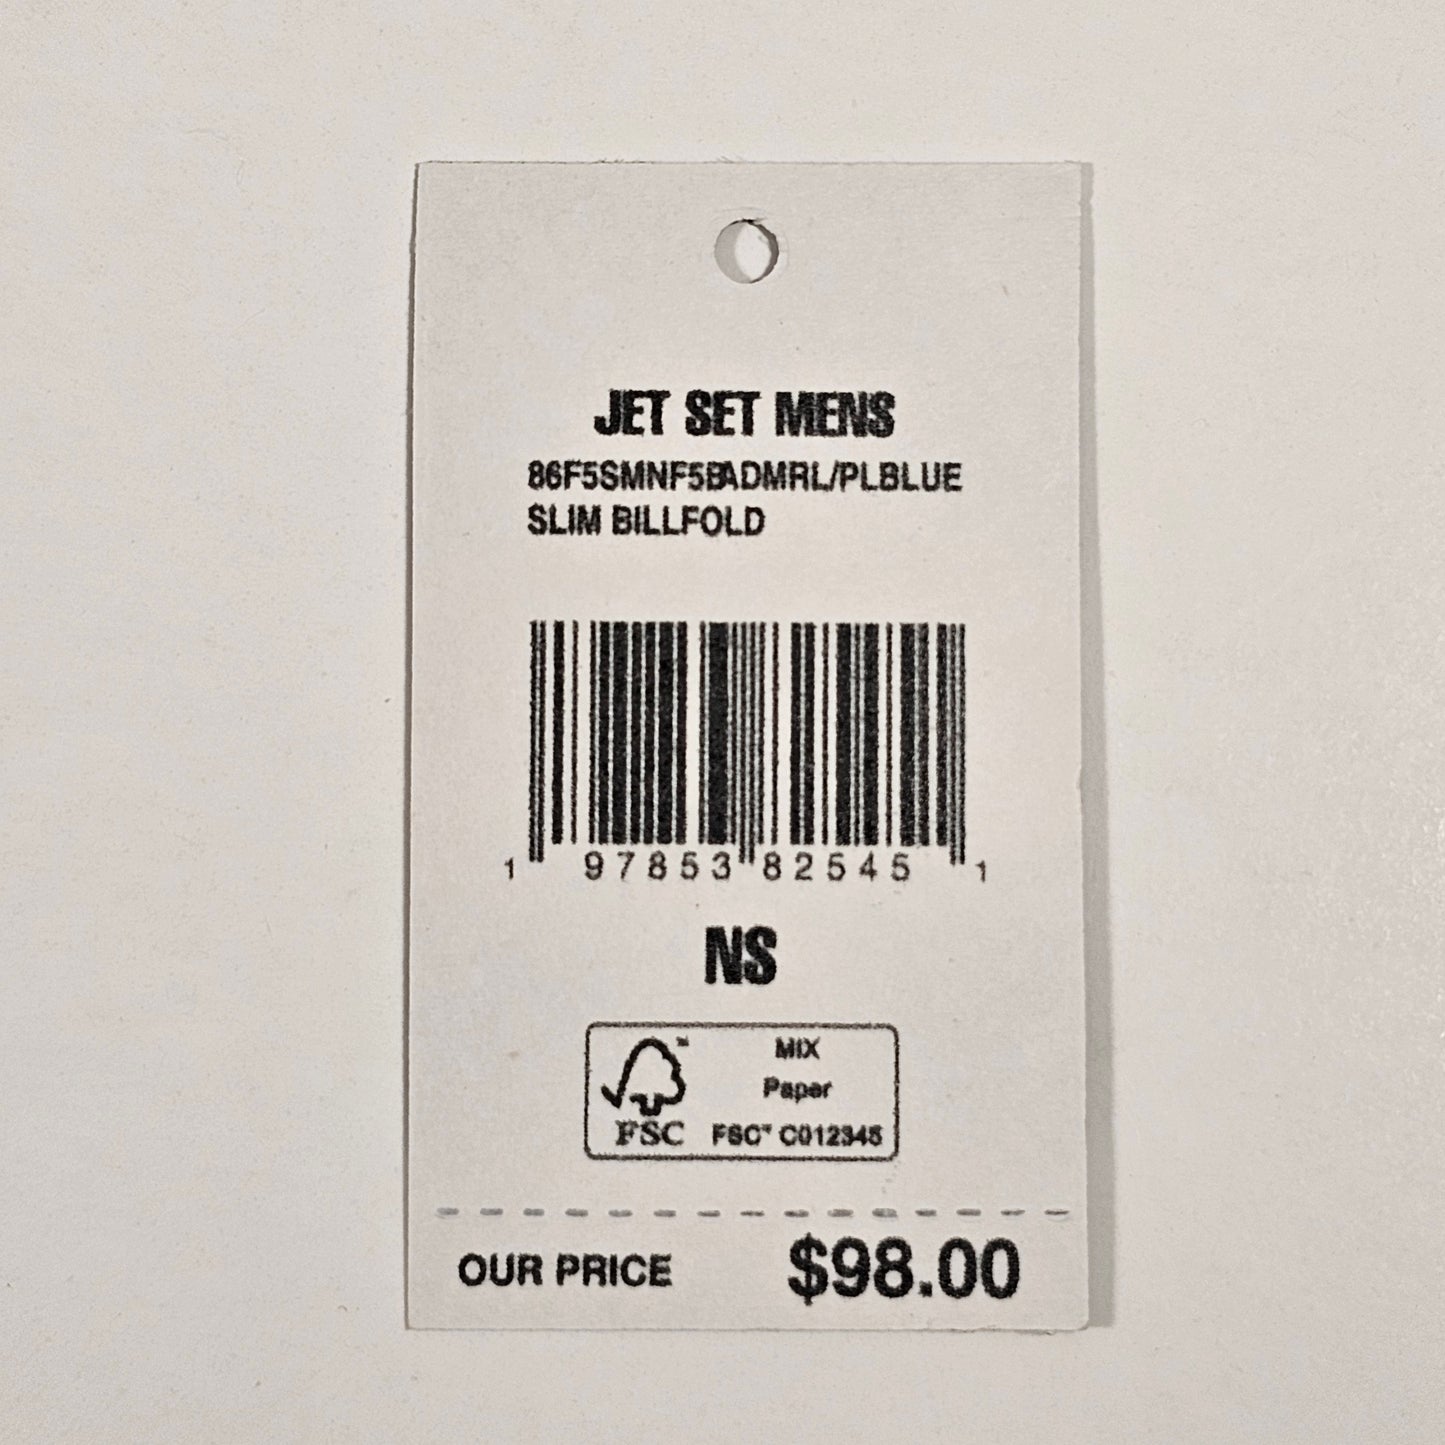 JET SET MENS
86F5SMNF5BADMRL/PLBLUE
SLIM BILLFOLD
1 97853 82545 1
NS
MIX
Paper
FSC™ C012345
FSC
OUR PRICE $98.00